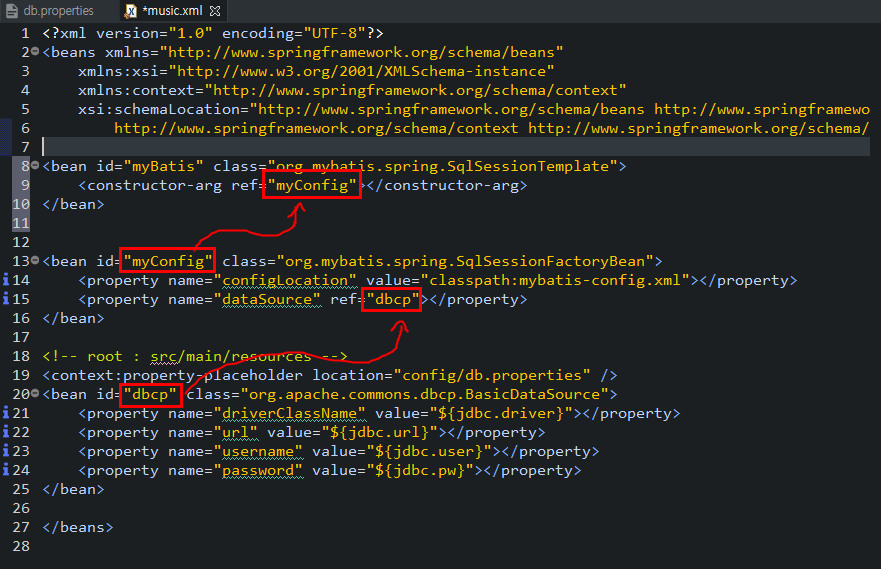 db.properties
*music.xml
1 <?xml version="1.0" encoding="UTF-8"?>
2 <beans xmlns="http://www.springframework.org/schema/beans"
3 xmlns:xsi="http://www.w3.org/2001/XMLSchema-instance"
4 xmlns:context="http://www.springframework.org/schema/context"
5 xsi:schemaLocation="http://www.springframework.org/schema/beans http://www.springframewo
6 http://www.springframework.org/schema/context http://www.springframework.org/schema/
7
8 <bean id="myBatis" class="org.mybatis.spring.SqlSessionTemplate">
9 <constructor-arg ref="myConfig"></constructor-arg>
10 </bean>
11
12
13 <bean id="myConfig" class="org.mybatis.spring.SqlSessionFactoryBean">
14 <property name="configLocation" value="classpath:mybatis-config.xml"></property>
15 <property name="dataSource" ref="dbcp"></property>
16 </bean>
17
18 <!-- root : src/main/resources -->
19 <context:property-placeholder location="config/db.properties" />
20 <bean id="dbcp" class="org.apache.commons.dbcp.BasicDataSource">
21 <property name="driverClassName" value="${jdbc.driver}"></property>
22 <property name="url" value="${jdbc.url}"></property>
23 <property name="username" value="${jdbc.user}"></property>
24 <property name="password" value="${jdbc.pw}"></property>
25 </bean>
26
27 </beans>
28